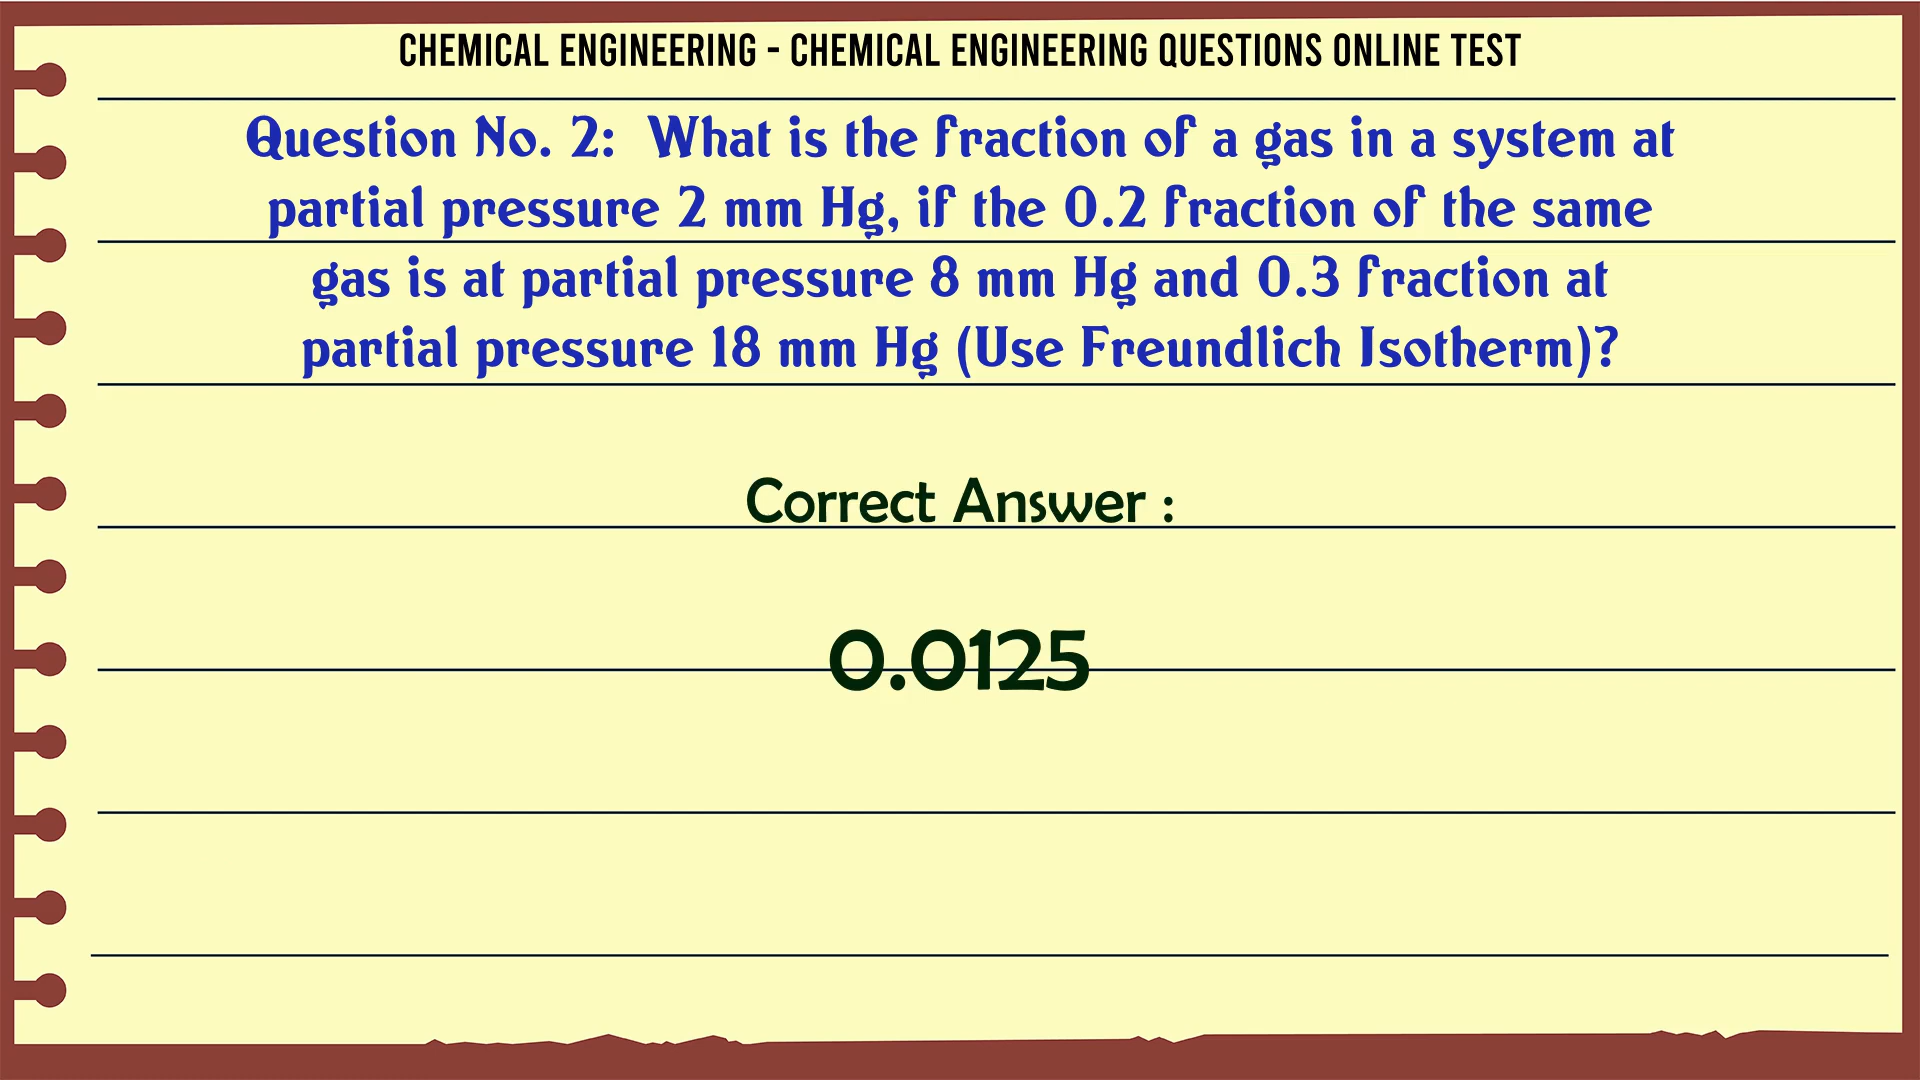 CHEMICAL ENGINEERING - CHEMICAL ENGINEERING QUESTIONS ONLINE TEST
Question No. 2: What is the fraction of a gas in a system at
partial pressure 2 mm Hg, if the 0.2 fraction of the same
gas is at partial pressure 8 mm Hg and 0.3 fraction at
partial pressure 18 mm Hg (Use Freundlich Isotherm)?
Correct Answer :
0.0125